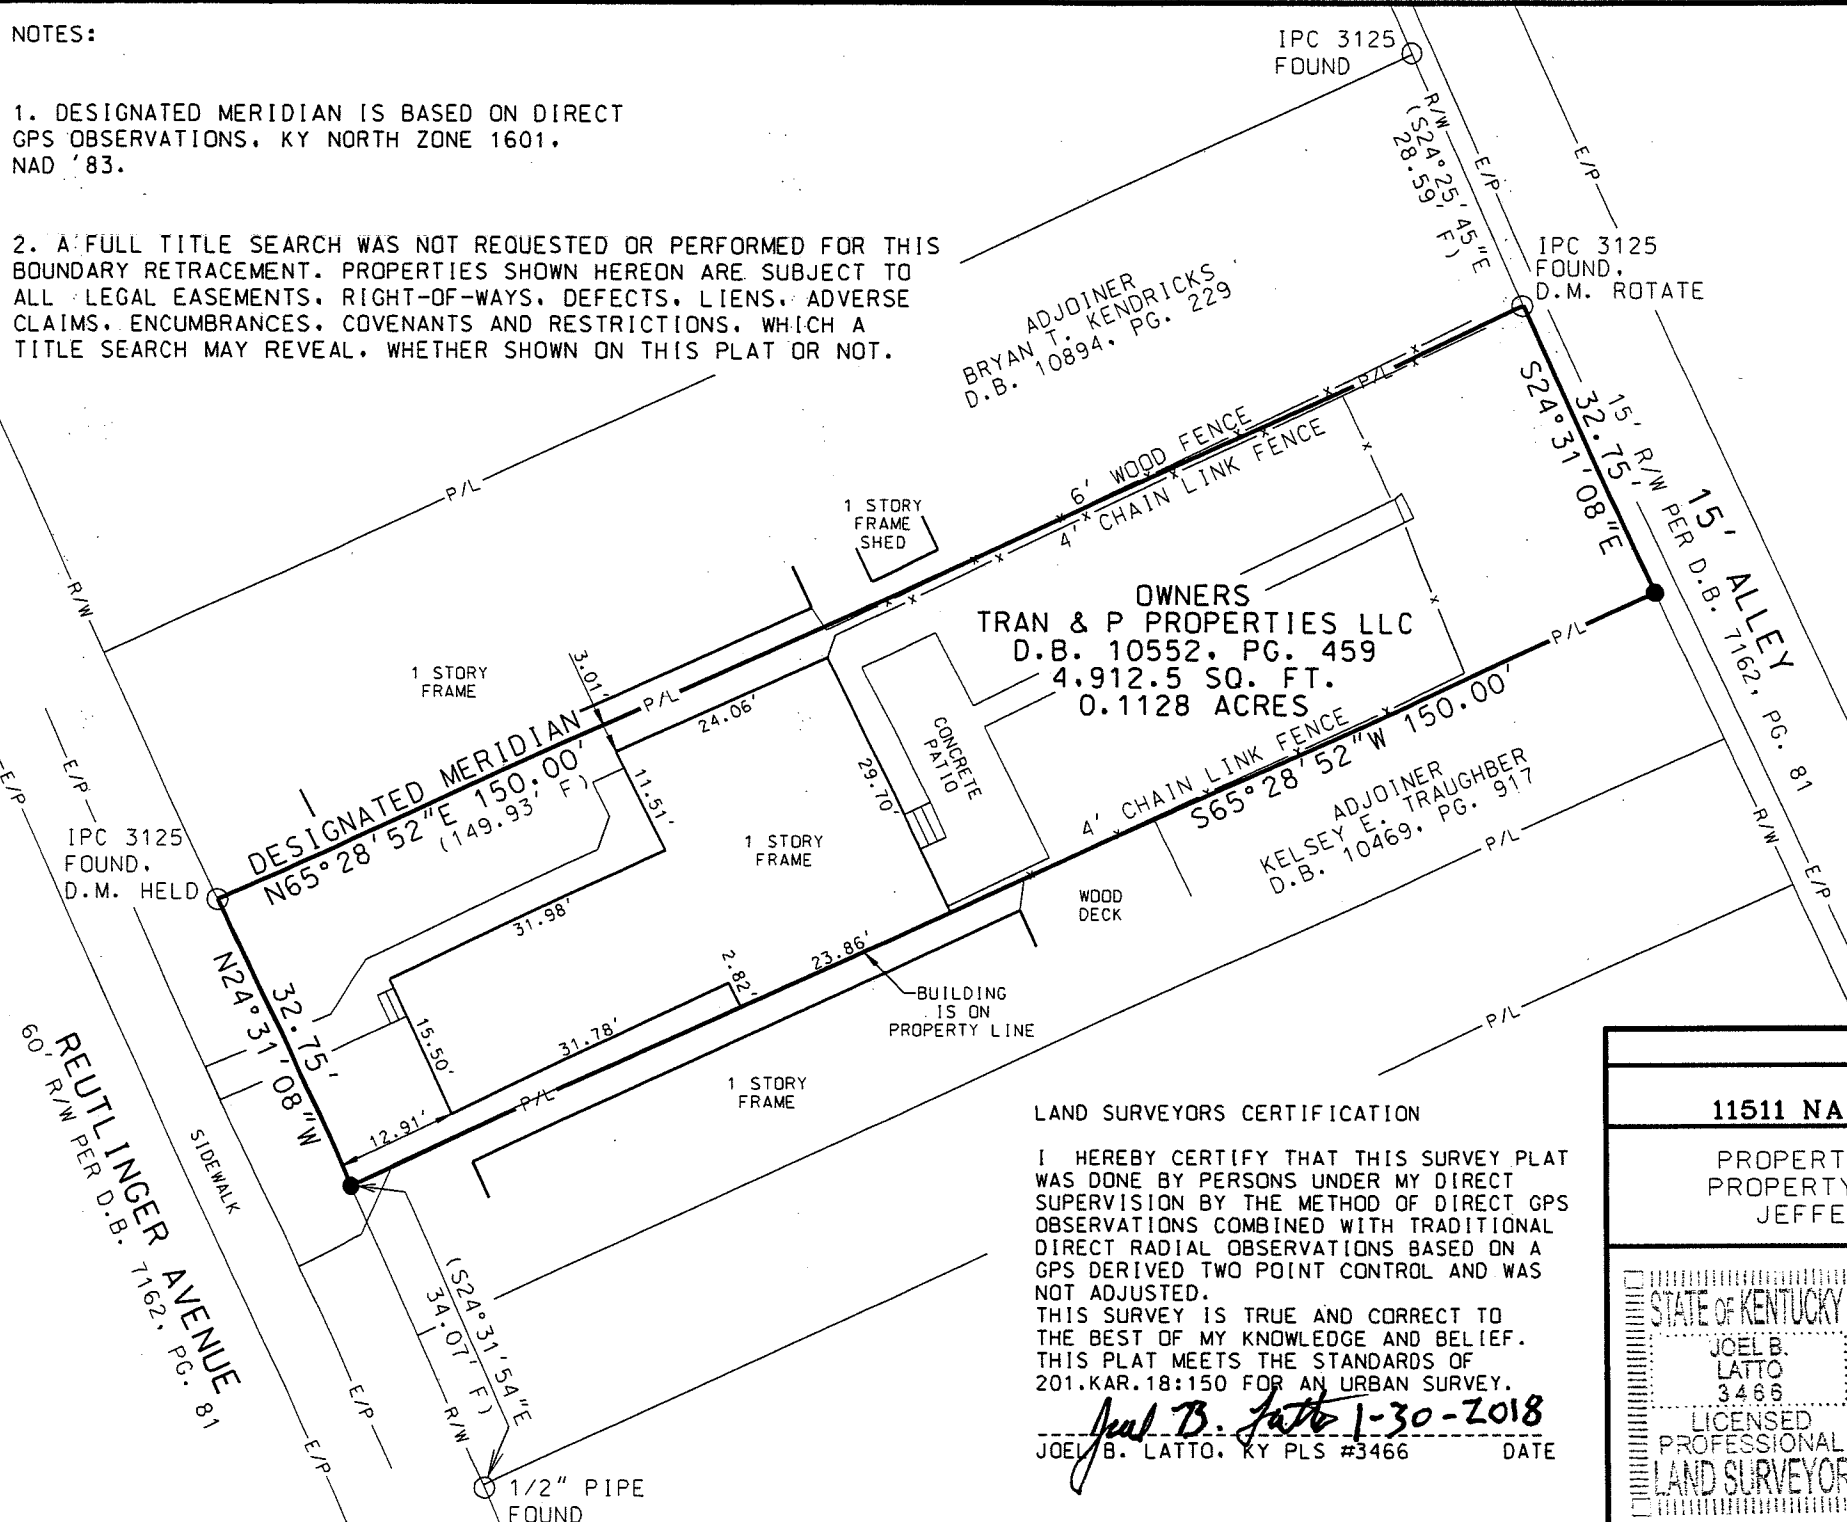 NOTES:
1. DESIGNATED MERIDIAN IS BASED ON DIRECT
GPS OBSERVATIONS, KY NORTH ZONE 1601,
NAD '83.
2. A FULL TITLE SEARCH WAS NOT REQUESTED OR PERFORMED FOR THIS
BOUNDARY RETRACEMENT. PROPERTIES SHOWN HEREON ARE SUBJECT TO
ALL LEGAL EASEMENTS, RIGHT-OF-WAYS, DEFECTS, LIENS, ADVERSE
CLAIMS, ENCUMBRANCES, COVENANTS AND RESTRICTIONS, WHICH A
TITLE SEARCH MAY REVEAL, WHETHER SHOWN ON THIS PLAT OR NOT.
IPC 3125
FOUND
R/W
(S24°25'45"E
28.59' F)
E/P
E/P
IPC 3125
FOUND,
D.M. ROTATE
ADJOINER
BRYAN T. KENDRICKS
D.B. 10894, PG. 229
P/L
S24°31'08"E
32.75'
15' R/W PER D.B. 7162, PG. 81
15' ALLEY
6' WOOD FENCE
4' CHAIN LINK FENCE
P/L
R/W
1 STORY
FRAME
SHED
OWNERS
TRAN & P PROPERTIES LLC
D.B. 10552, PG. 459
4,912.5 SQ. FT.
0.1128 ACRES
P/L
1 STORY
FRAME
3.01'
P/L
24.06'
DESIGNATED MERIDIAN
N65°28'52"E 150.00'
(149.93' F)
11.51'
29.70'
CONCRETE
PATIO
4' CHAIN LINK FENCE
S65°28'52"W 150.00'
ADJOINER
KELSEY E. TRAUGHBER
D.B. 10469, PG. 917
P/L
R/W
E/P
E/P
E/P
IPC 3125
FOUND,
D.M. HELD
1 STORY
FRAME
WOOD
DECK
31.98'
N24°31'08"W
32.75'
2.82'
23.86'
BUILDING
IS ON
PROPERTY LINE
P/L
15.50'
31.78'
P/L
12.91'
1 STORY
FRAME
REUTLINGER AVENUE
60' R/W PER D.B. 7162, PG. 81
SIDEWALK
(S24°31'54"E
34.07' F)
E/P
E/P
R/W
1/2" PIPE
FOUND
LAND SURVEYORS CERTIFICATION
I HEREBY CERTIFY THAT THIS SURVEY PLAT
WAS DONE BY PERSONS UNDER MY DIRECT
SUPERVISION BY THE METHOD OF DIRECT GPS
OBSERVATIONS COMBINED WITH TRADITIONAL
DIRECT RADIAL OBSERVATIONS BASED ON A
GPS DERIVED TWO POINT CONTROL AND WAS
NOT ADJUSTED.
THIS SURVEY IS TRUE AND CORRECT TO
THE BEST OF MY KNOWLEDGE AND BELIEF.
THIS PLAT MEETS THE STANDARDS OF
201.KAR.18:150 FOR AN URBAN SURVEY.
Joel B. Latto 1-30-2018
JOEL B. LATTO, KY PLS #3466 DATE
11511 NA
PROPERT
PROPERTY
JEFFE
STATE OF KENTUCKY
JOEL B.
LATTO
3466
LICENSED
PROFESSIONAL
LAND SURVEYOR